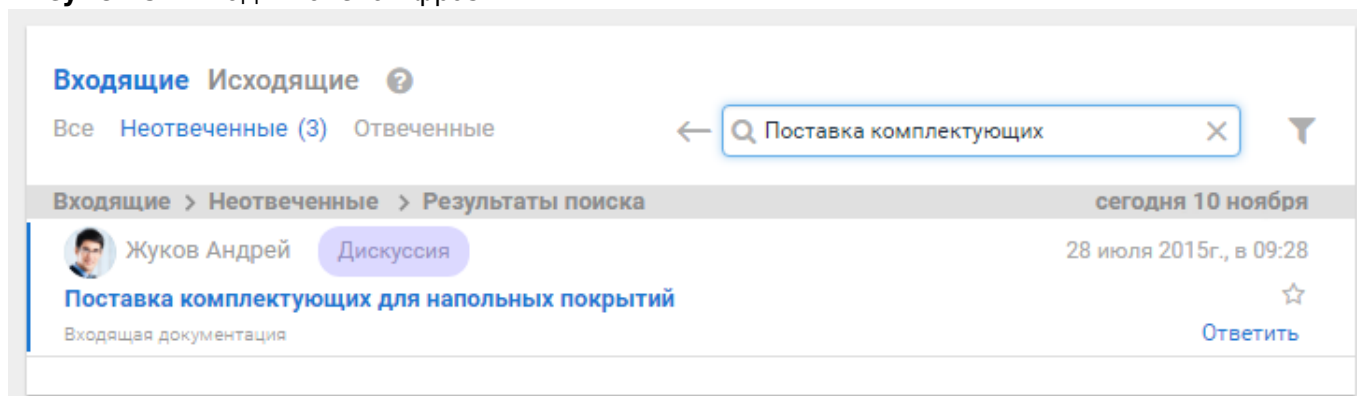 Входящие Исходящие ?
Все Неотвеченные (3) Отвеченные
Поставка комплектующих
Входящие > Неотвеченные > Результаты поиска сегодня 10 ноября
Жуков Андрей Дискуссия 28 июля 2015г., в 09:28
Поставка комплектующих для напольных покрытий
Входящая документация Ответить